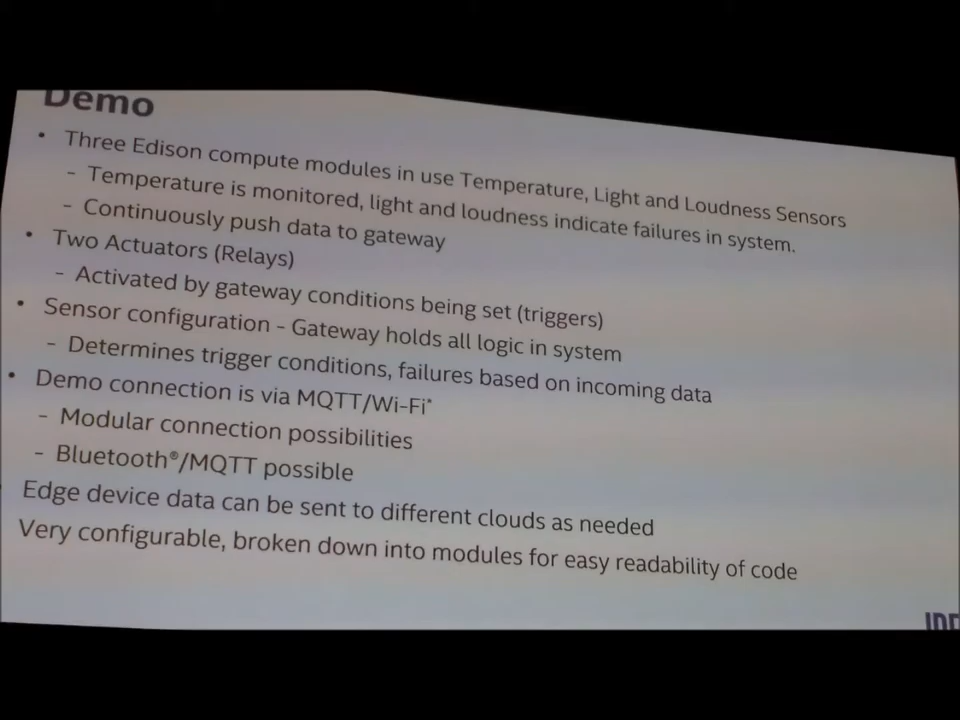 Demo
• Three Edison compute modules in use Temperature, Light and Loudness Sensors
- Temperature is monitored, light and loudness indicate failures in system.
- Continuously push data to gateway
• Two Actuators (Relays)
- Activated by gateway conditions being set (triggers)
• Sensor configuration - Gateway holds all logic in system
- Determines trigger conditions, failures based on incoming data
• Demo connection is via MQTT/Wi-Fi*
- Modular connection possibilities
- Bluetooth®/MQTT possible
Edge device data can be sent to different clouds as needed
Very configurable, broken down into modules for easy readability of code